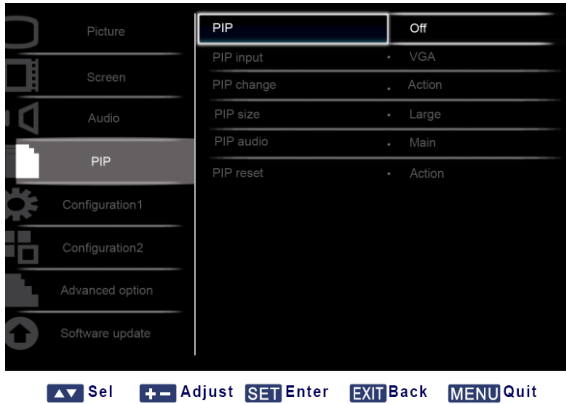 Picture
Screen
Audio
PIP
Configuration1
Configuration2
Advanced option
Software update
PIP Off
PIP input VGA
PIP change Action
PIP size Large
PIP audio Main
PIP reset Action
Sel + - Adjust SET Enter EXIT Back MENU Quit